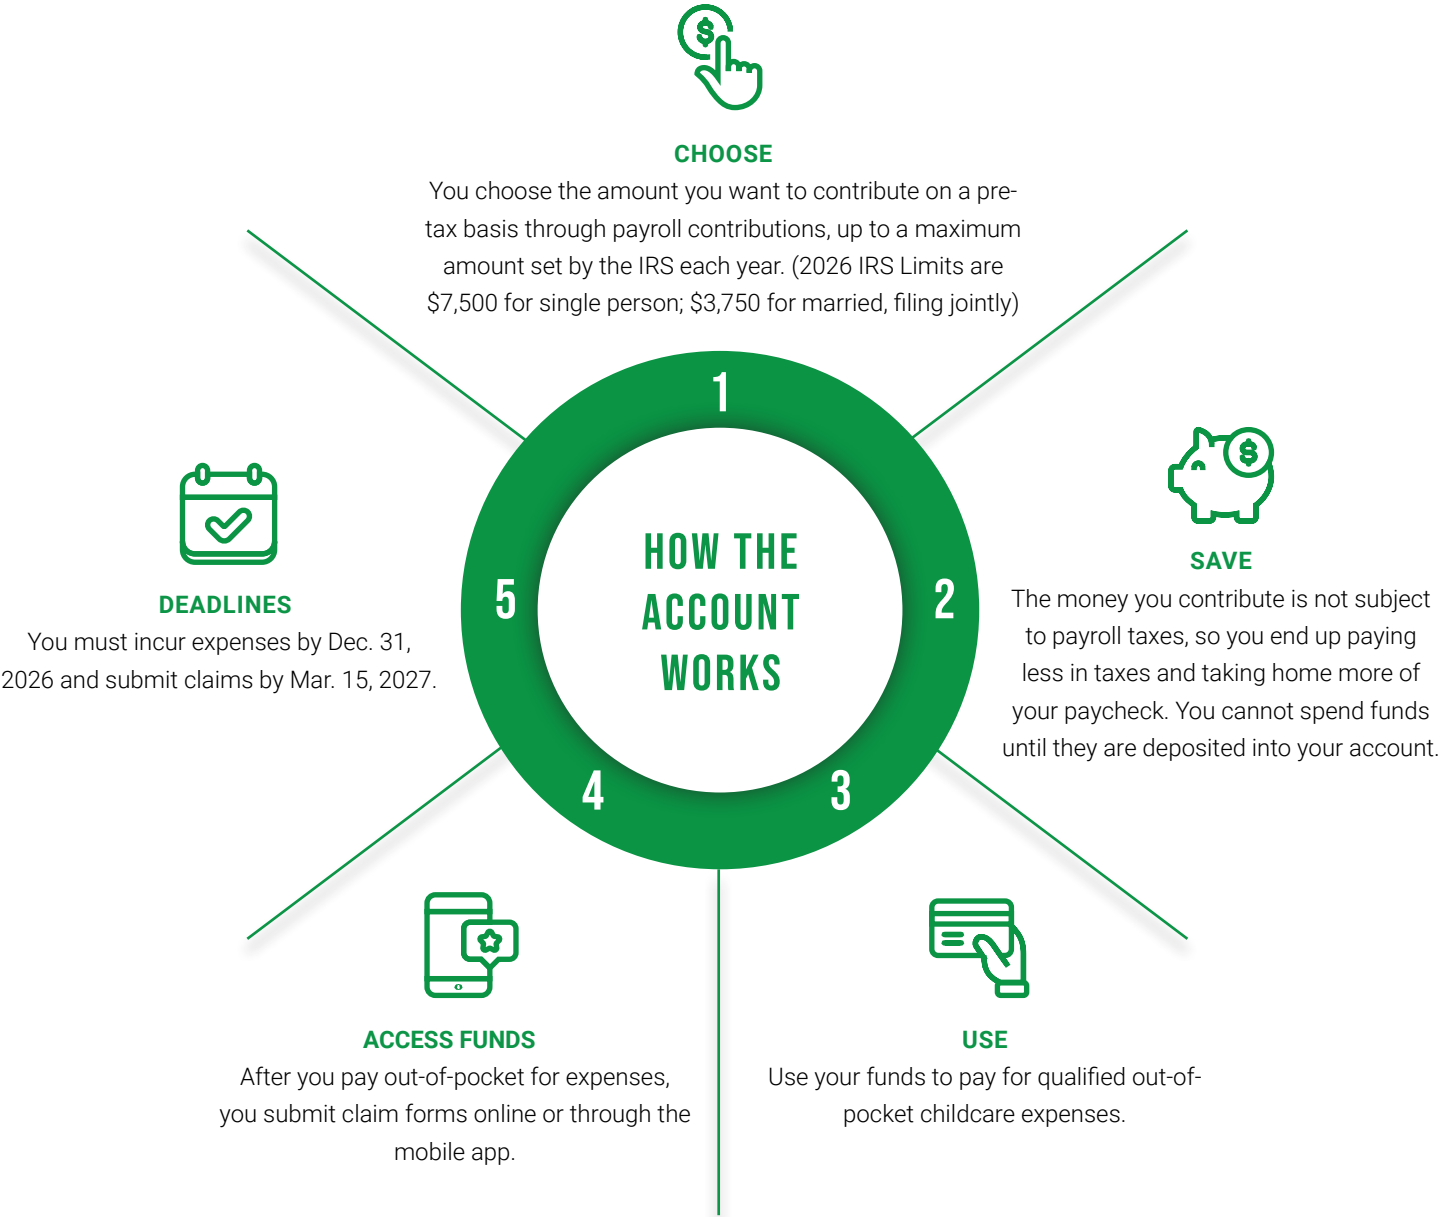 CHOOSE
You choose the amount you want to contribute on a pre-
tax basis through payroll contributions, up to a maximum
amount set by the IRS each year. (2026 IRS Limits are
$7,500 for single person; $3,750 for married, filing jointly)
1
HOW THE
ACCOUNT
WORKS
2
SAVE
The money you contribute is not subject
to payroll taxes, so you end up paying
less in taxes and taking home more of
your paycheck. You cannot spend funds
until they are deposited into your account.
3
USE
Use your funds to pay for qualified out-of-
pocket childcare expenses.
4
ACCESS FUNDS
After you pay out-of-pocket for expenses,
you submit claim forms online or through the
mobile app.
5
DEADLINES
You must incur expenses by Dec. 31,
2026 and submit claims by Mar. 15, 2027.